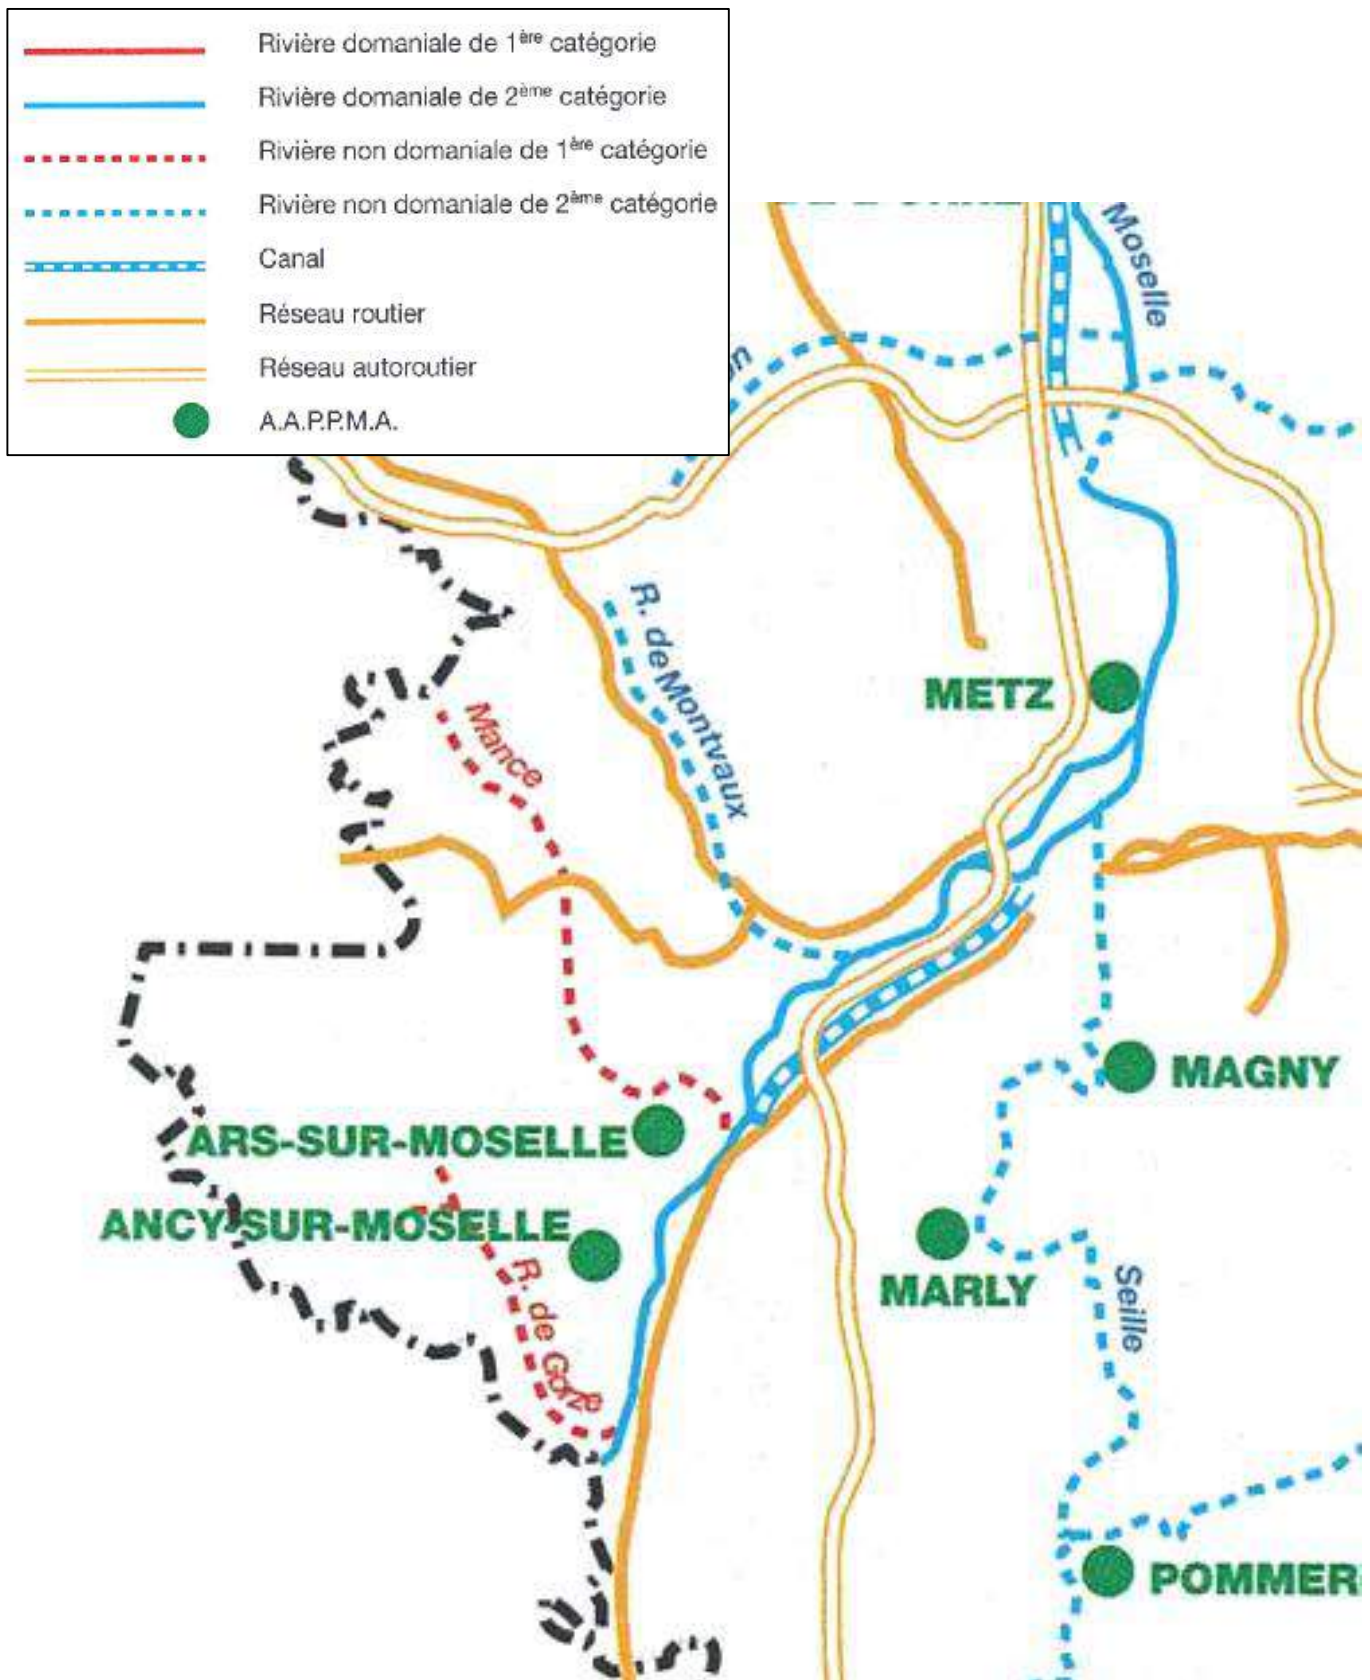 Rivière domaniale de 1ère catégorie
Rivière domaniale de 2ème catégorie
Rivière non domaniale de 1ère catégorie
Rivière non domaniale de 2ème catégorie
Canal
Réseau routier
Réseau autoroutier
A.A.P.P.M.A.
Moselle
R. de Montvaux
METZ
Mance
MAGNY
ARS-SUR-MOSELLE
ANCY-SUR-MOSELLE
R. de Gorze
MARLY
Seille
POMMER